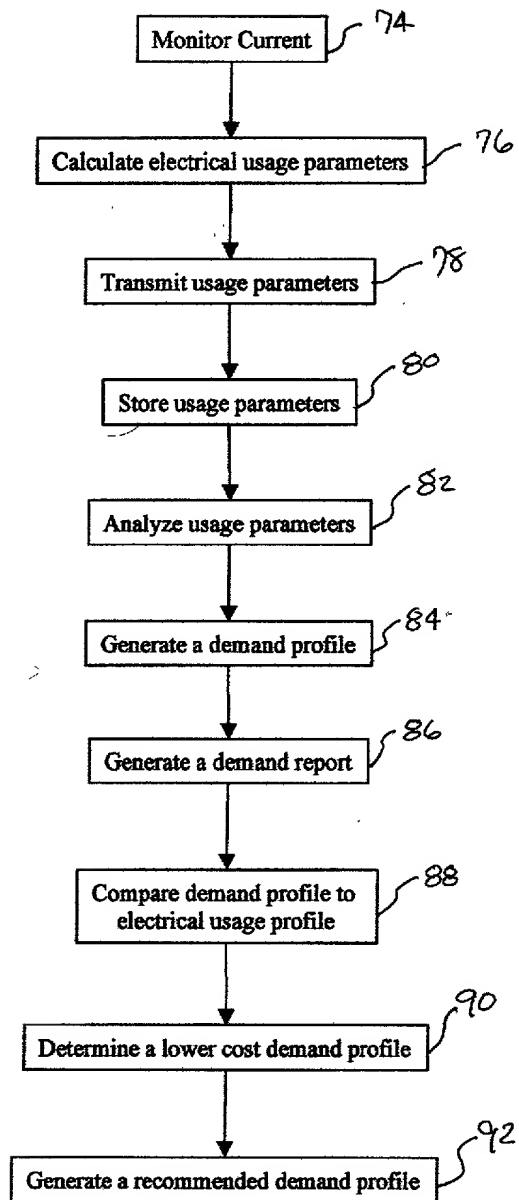 Monitor Current
74
Calculate electrical usage parameters
76
Transmit usage parameters
78
Store usage parameters
80
Analyze usage parameters
82
Generate a demand profile
84
Generate a demand report
86
Compare demand profile to
electrical usage profile
88
Determine a lower cost demand profile
90
Generate a recommended demand profile
92